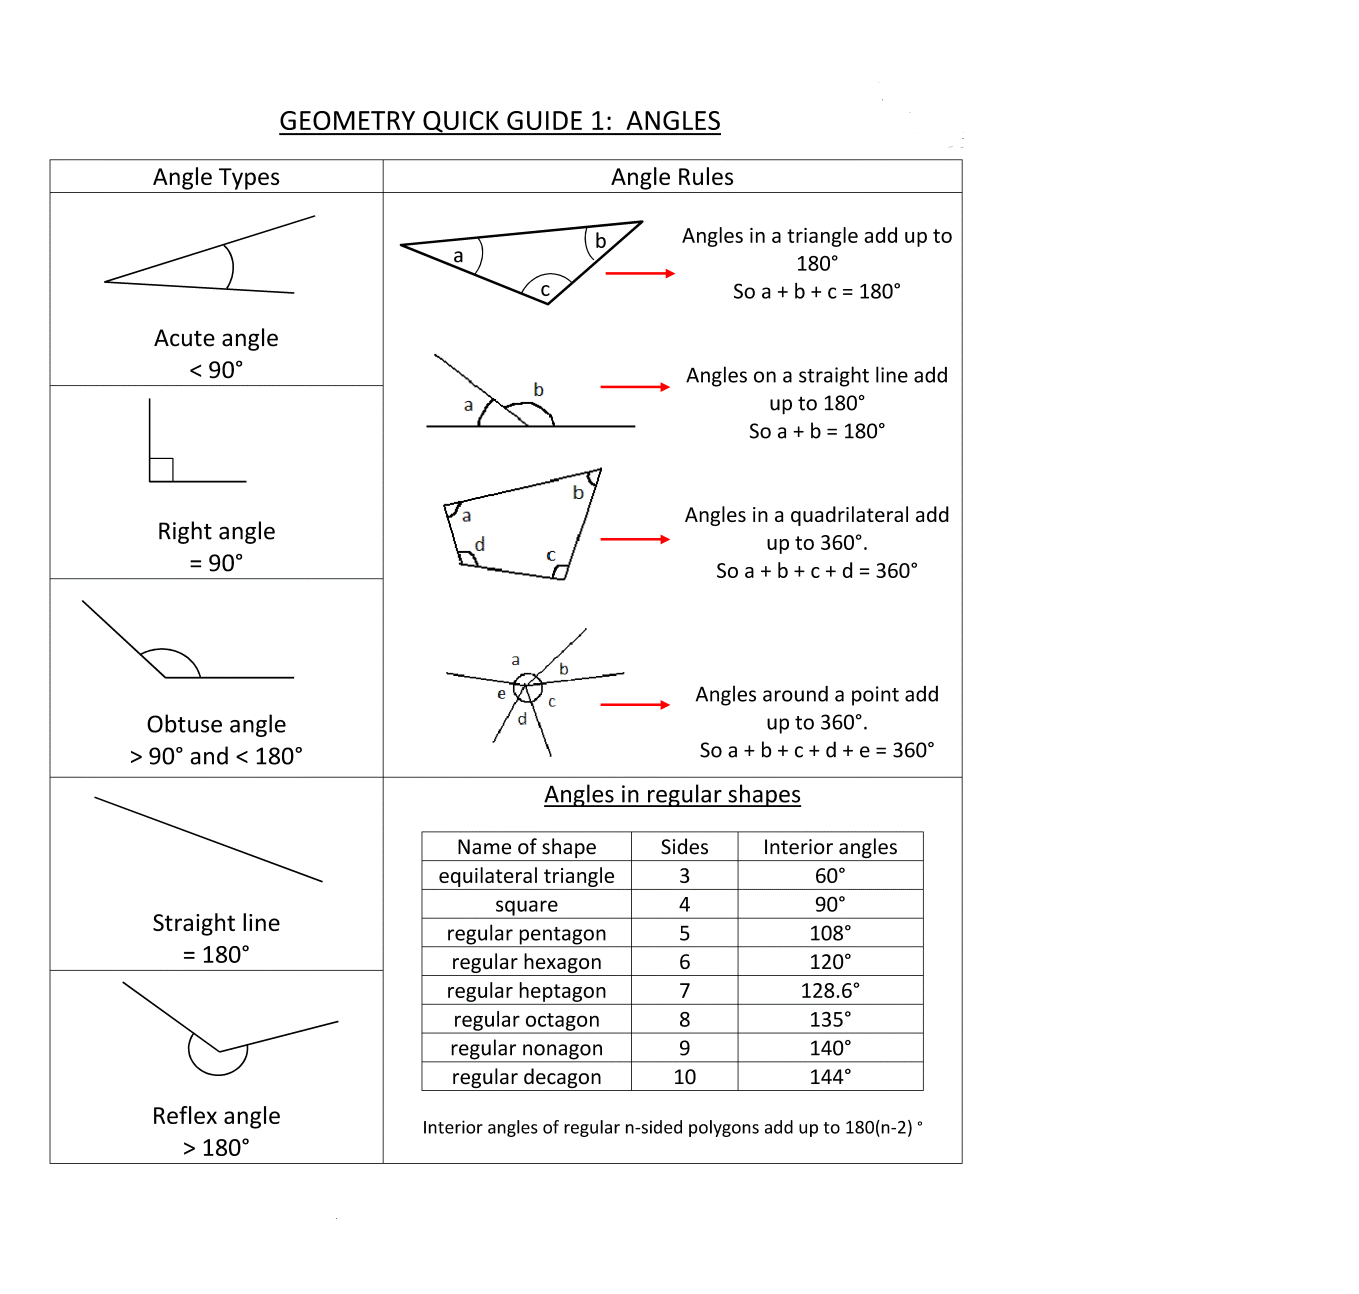 GEOMETRY QUICK GUIDE 1: ANGLES
Angle Types
Angle Rules
Acute angle
< 90°
Right angle
= 90°
Obtuse angle
> 90° and < 180°
Straight line
= 180°
Reflex angle
> 180°
a
b
c
Angles in a triangle add up to
180°
So a + b + c = 180°
a
b
Angles on a straight line add
up to 180°
So a + b = 180°
a
b
c
d
Angles in a quadrilateral add
up to 360°.
So a + b + c + d = 360°
a
b
c
d
e
Angles around a point add
up to 360°.
So a + b + c + d + e = 360°
Angles in regular shapes
Name of shape Sides Interior angles
equilateral triangle 3 60°
square 4 90°
regular pentagon 5 108°
regular hexagon 6 120°
regular heptagon 7 128.6°
regular octagon 8 135°
regular nonagon 9 140°
regular decagon 10 144°
Interior angles of regular n-sided polygons add up to 180(n-2) °